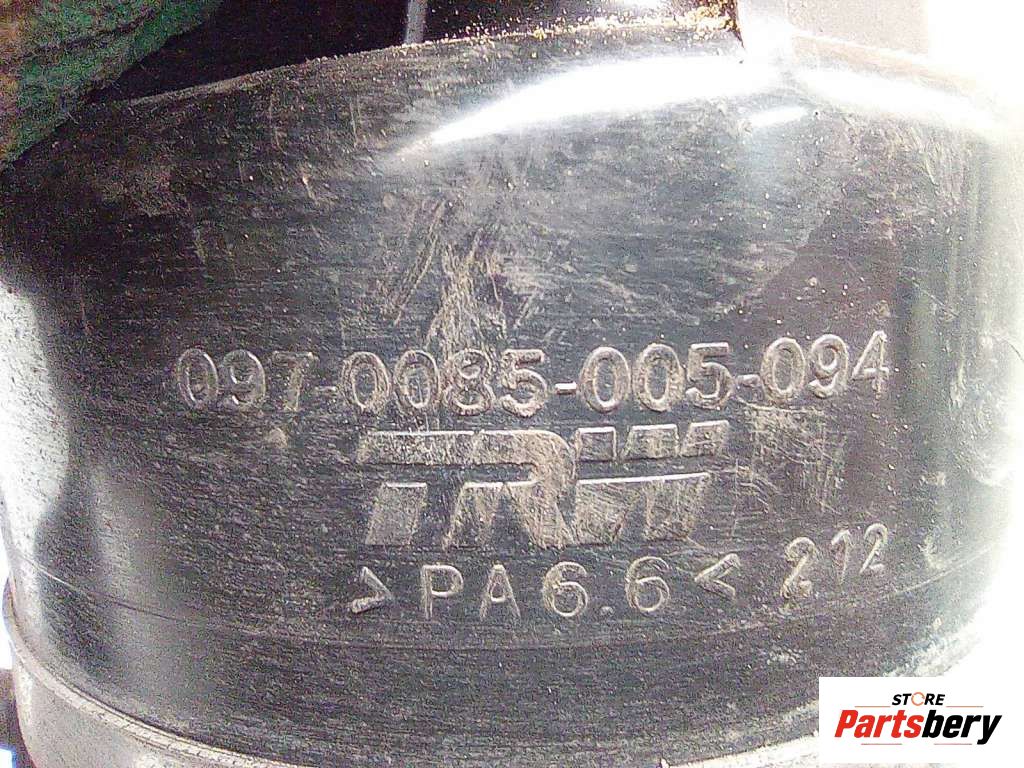 097-0085-005-094
TRW
>PA6.6< 212
STORE
Partsbery